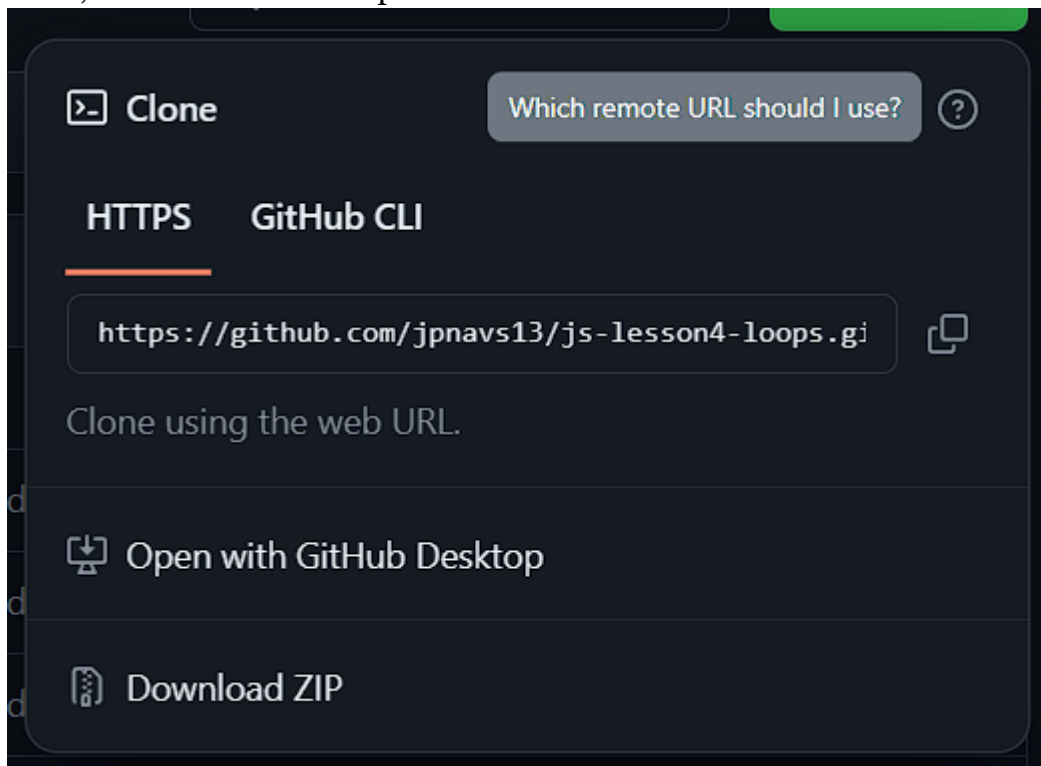 Clone
Which remote URL should I use?
HTTPS GitHub CLI
https://github.com/jpnavs13/js-lesson4-loops.gi
Clone using the web URL.
d
Open with GitHub Desktop
d
Download ZIP
d